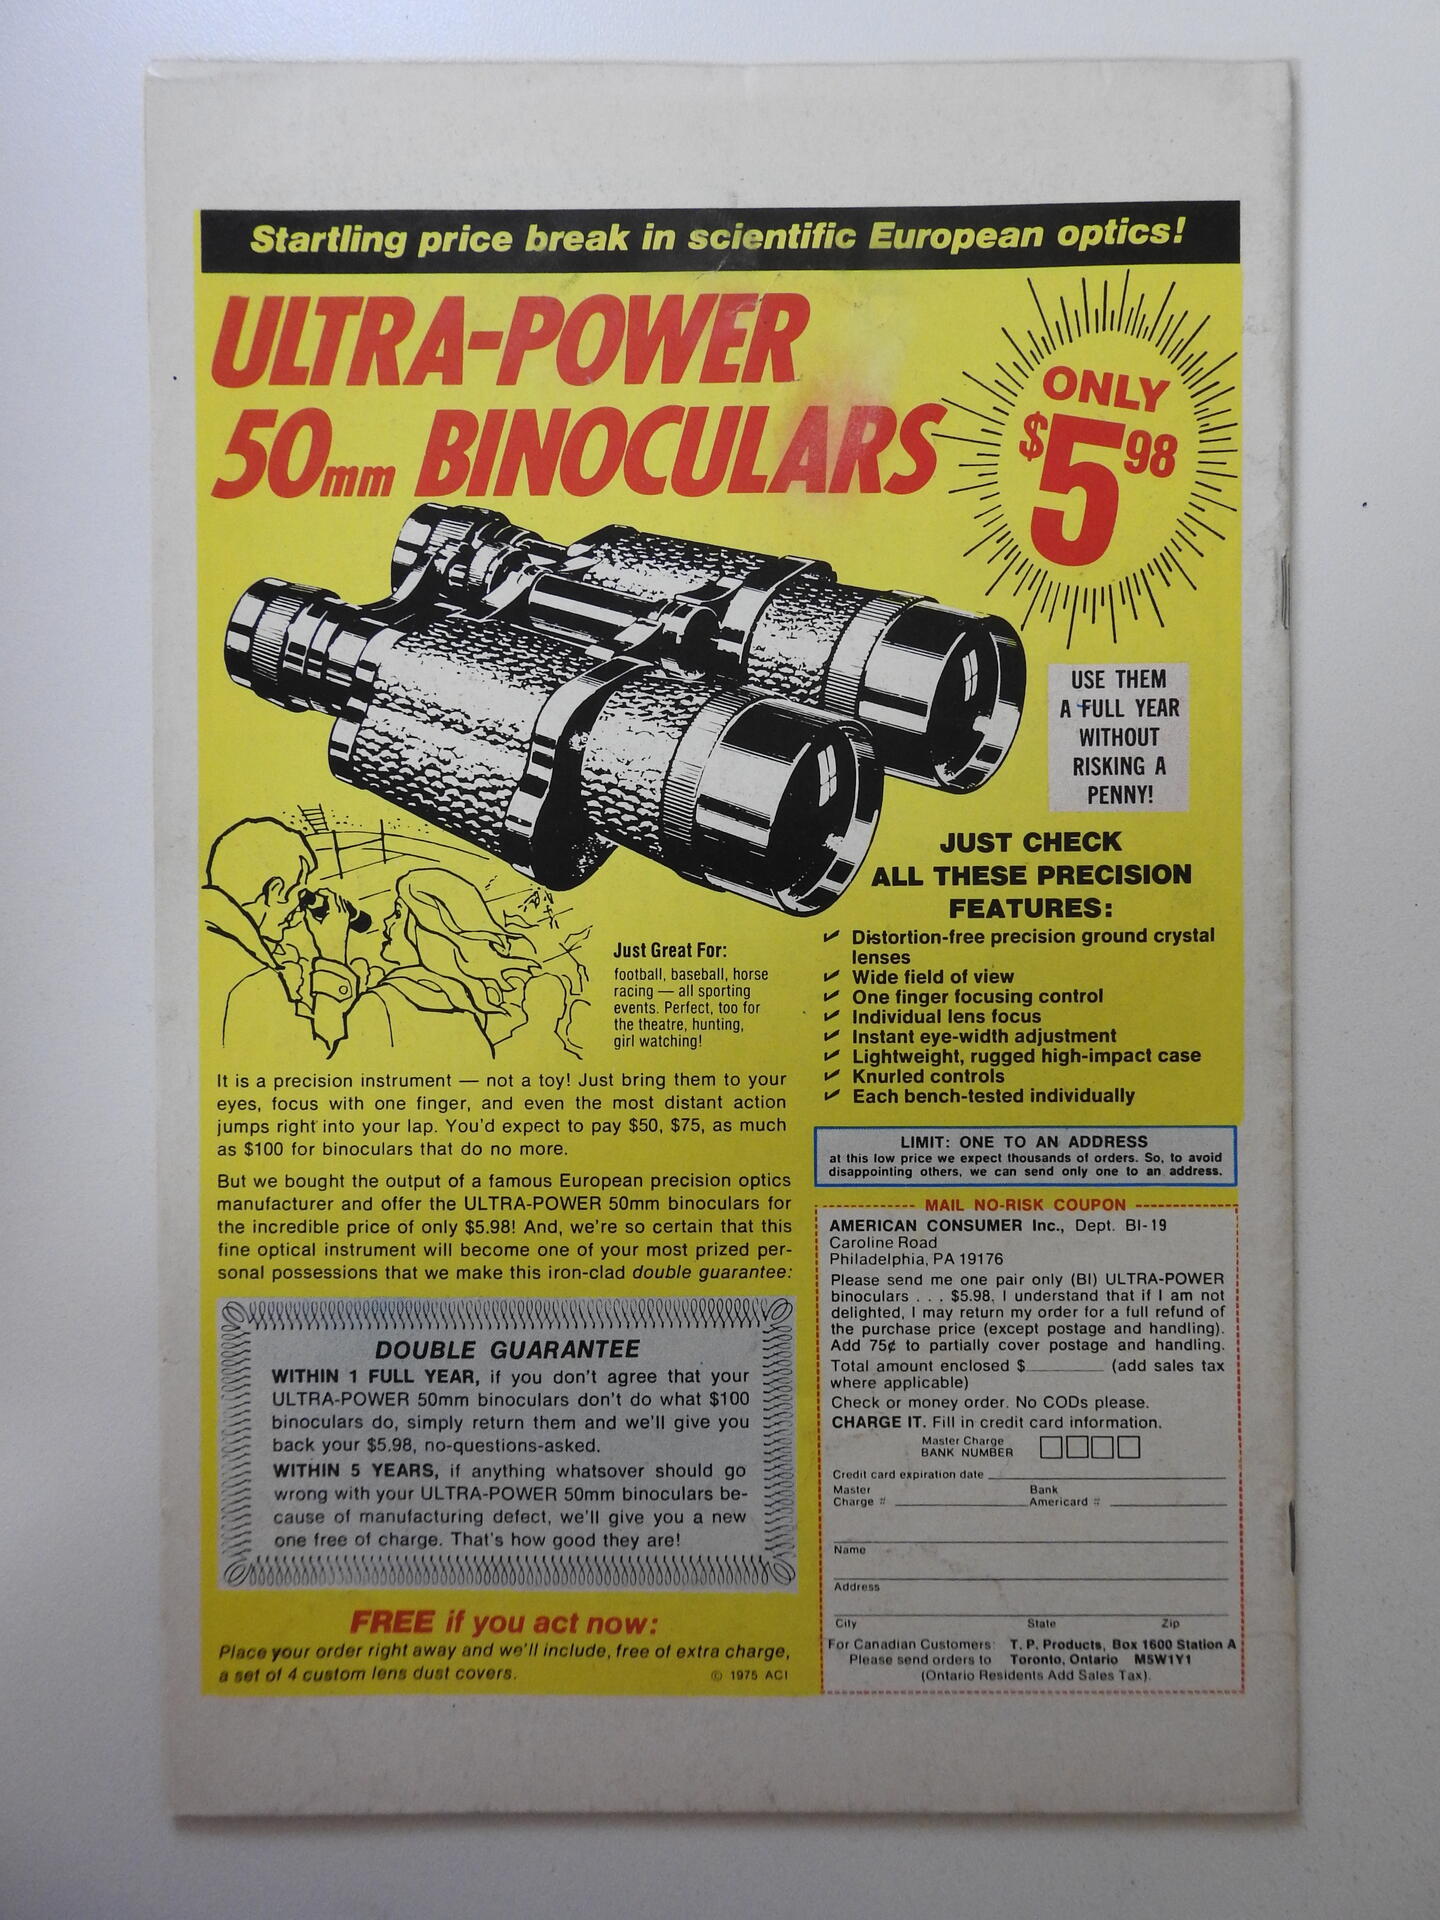 Startling price break in scientific European optics!
ULTRA-POWER
50mm BINOCULARS
ONLY
$5 98
USE THEM
A FULL YEAR
WITHOUT
RISKING A
PENNY!
JUST CHECK
ALL THESE PRECISION
FEATURES:
Distortion-free precision ground crystal
lenses
Wide field of view
One finger focusing control
Individual lens focus
Instant eye-width adjustment
Lightweight, rugged high-impact case
Knurled controls
Each bench-tested individually
Just Great For:
football, baseball, horse
racing — all sporting
events. Perfect, too for
the theatre, hunting,
girl watching!
It is a precision instrument — not a toy! Just bring them to your
eyes, focus with one finger, and even the most distant action
jumps right into your lap. You'd expect to pay $50, $75, as much
as $100 for binoculars that do no more.
But we bought the output of a famous European precision optics
manufacturer and offer the ULTRA-POWER 50mm binoculars for
the incredible price of only $5.98! And, we're so certain that this
fine optical instrument will become one of your most prized per-
sonal possessions that we make this iron-clad double guarantee:
DOUBLE GUARANTEE
WITHIN 1 FULL YEAR, if you don't agree that your
ULTRA-POWER 50mm binoculars don't do what $100
binoculars do, simply return them and we'll give you
back your $5.98, no-questions-asked.
WITHIN 5 YEARS, if anything whatsover should go
wrong with your ULTRA-POWER 50mm binoculars be-
cause of manufacturing defect, we'll give you a new
one free of charge. That's how good they are!
FREE if you act now:
Place your order right away and we'll include, free of extra charge,
a set of 4 custom lens dust covers.
© 1975 ACI
LIMIT: ONE TO AN ADDRESS
at this low price we expect thousands of orders. So, to avoid
disappointing others, we can send only one to an address.
MAIL NO-RISK COUPON
AMERICAN CONSUMER Inc., Dept. BI-19
Caroline Road
Philadelphia, PA 19176
Please send me one pair only (BI) ULTRA-POWER
binoculars . . . $5.98, I understand that if I am not
delighted, I may return my order for a full refund of
the purchase price (except postage and handling).
Add 75¢ to partially cover postage and handling.
Total amount enclosed $________ (add sales tax
where applicable)
Check or money order. No CODs please.
CHARGE IT. Fill in credit card information.
Master Charge
BANK NUMBER
Credit card expiration date
Master Bank
Charge # Americard #
Name
Address
City State Zip
For Canadian Customers: T. P. Products, Box 1600 Station A
Please send orders to Toronto, Ontario M5W1Y1
(Ontario Residents Add Sales Tax).